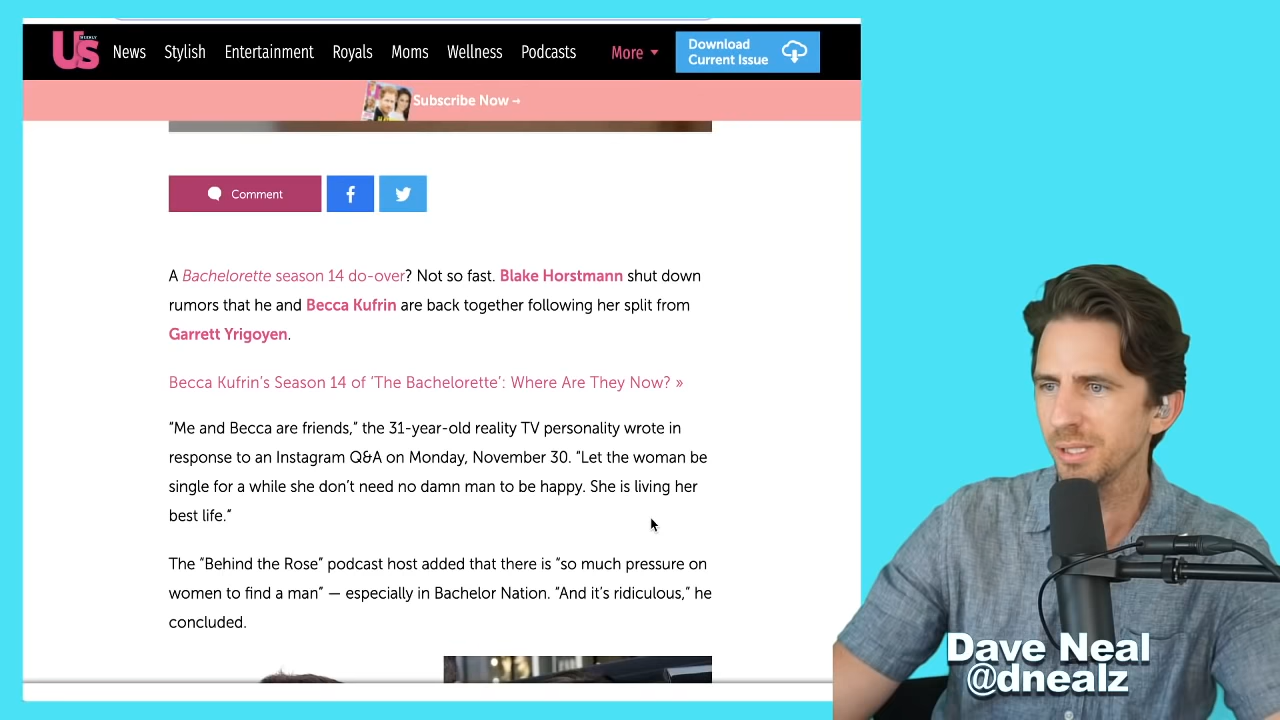 Us WEEKLY News Stylish Entertainment Royals Moms Wellness Podcasts More Download
Current Issue
Subscribe Now →
Comment
A Bachelorette season 14 do-over? Not so fast. Blake Horstmann shut down
rumors that he and Becca Kufrin are back together following her split from
Garrett Yrigoyen.
Becca Kufrin’s Season 14 of ‘The Bachelorette’: Where Are They Now? »
“Me and Becca are friends,” the 31-year-old reality TV personality wrote in
response to an Instagram Q&A on Monday, November 30. “Let the woman be
single for a while she don’t need no damn man to be happy. She is living her
best life.”
The “Behind the Rose” podcast host added that there is “so much pressure on
women to find a man” — especially in Bachelor Nation. “And it’s ridiculous,” he
concluded.
Dave Neal
@dnealz